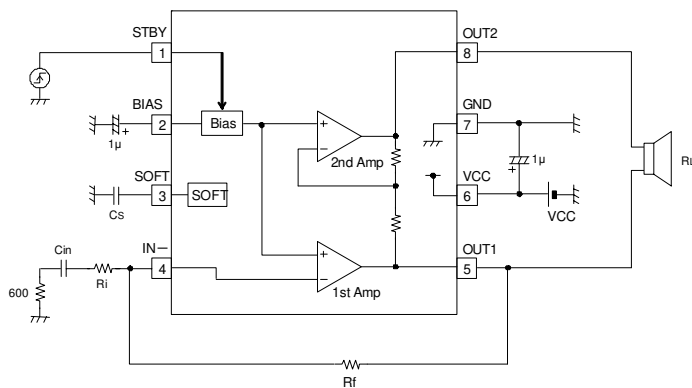 STBY
1
BIAS
2
1μ
+
SOFT
3
Cs
IN−
4
Cin
Ri
600
Bias
SOFT
+
−
2nd Amp
+
−
1st Amp
OUT2
8
GND
7
VCC
6
OUT1
5
1μ
+
VCC
RL
Rf